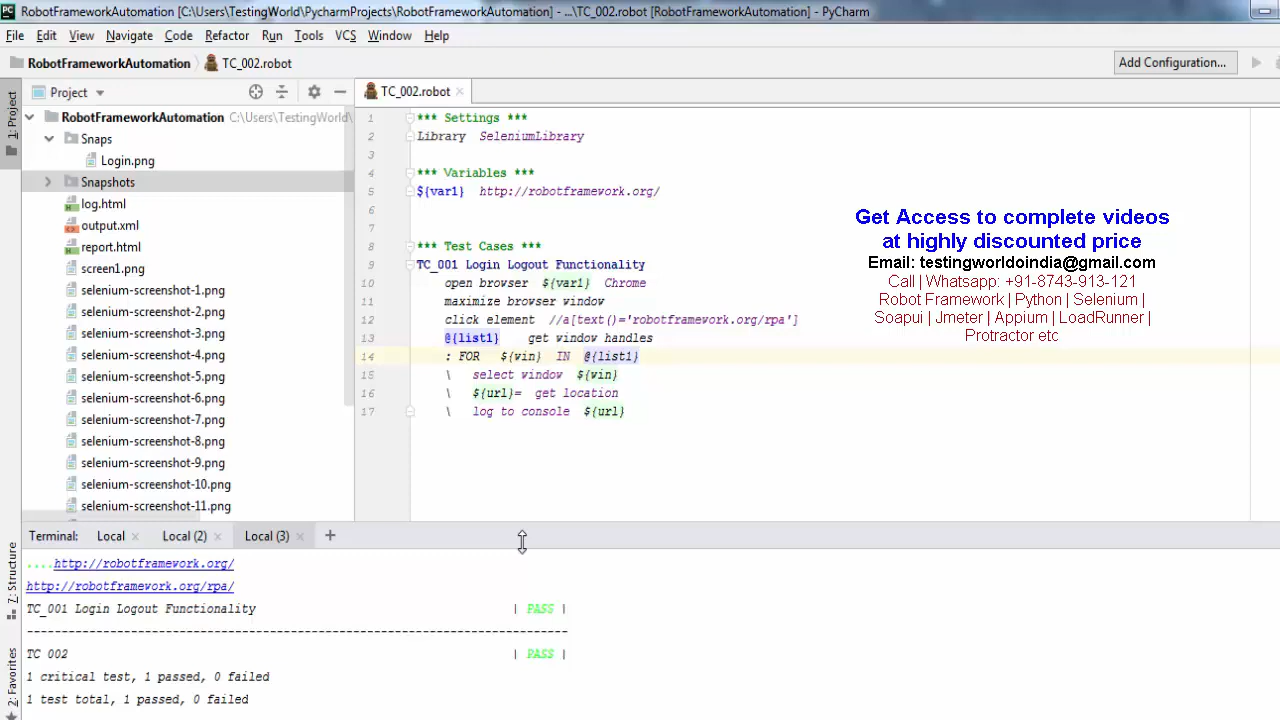 RobotFrameworkAutomation [C:\Users\TestingWorld\PycharmProjects\RobotFrameworkAutomation] - ...\TC_002.robot [RobotFrameworkAutomation] - PyCharm
File Edit View Navigate Code Refactor Run Tools VCS Window Help
RobotFrameworkAutomation TC_002.robot Add Configuration...
1: Project
Project
RobotFrameworkAutomation C:\Users\TestingWorld\
Snaps
Login.png
Snapshots
log.html
output.xml
report.html
screen1.png
selenium-screenshot-1.png
selenium-screenshot-2.png
selenium-screenshot-3.png
selenium-screenshot-4.png
selenium-screenshot-5.png
selenium-screenshot-6.png
selenium-screenshot-7.png
selenium-screenshot-8.png
selenium-screenshot-9.png
selenium-screenshot-10.png
selenium-screenshot-11.png
TC_002.robot
1 *** Settings ***
2 Library SeleniumLibrary
3
4 *** Variables ***
5 ${var1} http://robotframework.org/
6
7
8 *** Test Cases ***
9 TC_001 Login Logout Functionality
10 open browser ${var1} Chrome
11 maximize browser window
12 click element //a[text()='robotframework.org/rpa']
13 @{list1} get window handles
14 : FOR ${win} IN @{list1}
15 \ select window ${win}
16 \ ${url}= get location
17 \ log to console ${url}
Get Access to complete videos
at highly discounted price
Email: testingworldoindia@gmail.com
Call | Whatsapp: +91-8743-913-121
Robot Framework | Python | Selenium |
Soapui | Jmeter | Appium | LoadRunner |
Protractor etc
7: Structure
2: Favorites
Terminal: Local Local (2) Local (3) +
....http://robotframework.org/
http://robotframework.org/rpa/
TC_001 Login Logout Functionality | PASS |
------------------------------------------------------------------------------
TC 002 | PASS |
1 critical test, 1 passed, 0 failed
1 test total, 1 passed, 0 failed